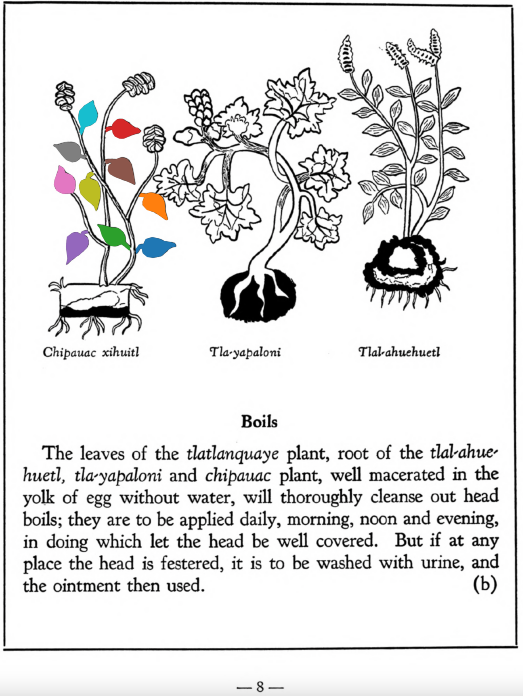 Chipauac xihuitl
Tla-yapaloni
Tlal-ahuehuetl
Boils
The leaves of the tlatlanquaye plant, root of the tlal-ahue-
huetl, tla-yapaloni and chipauac plant, well macerated in the
yolk of egg without water, will thoroughly cleanse out head
boils; they are to be applied daily, morning, noon and evening,
in doing which let the head be well covered. But if at any
place the head is festered, it is to be washed with urine, and
the ointment then used. (b)
— 8 —